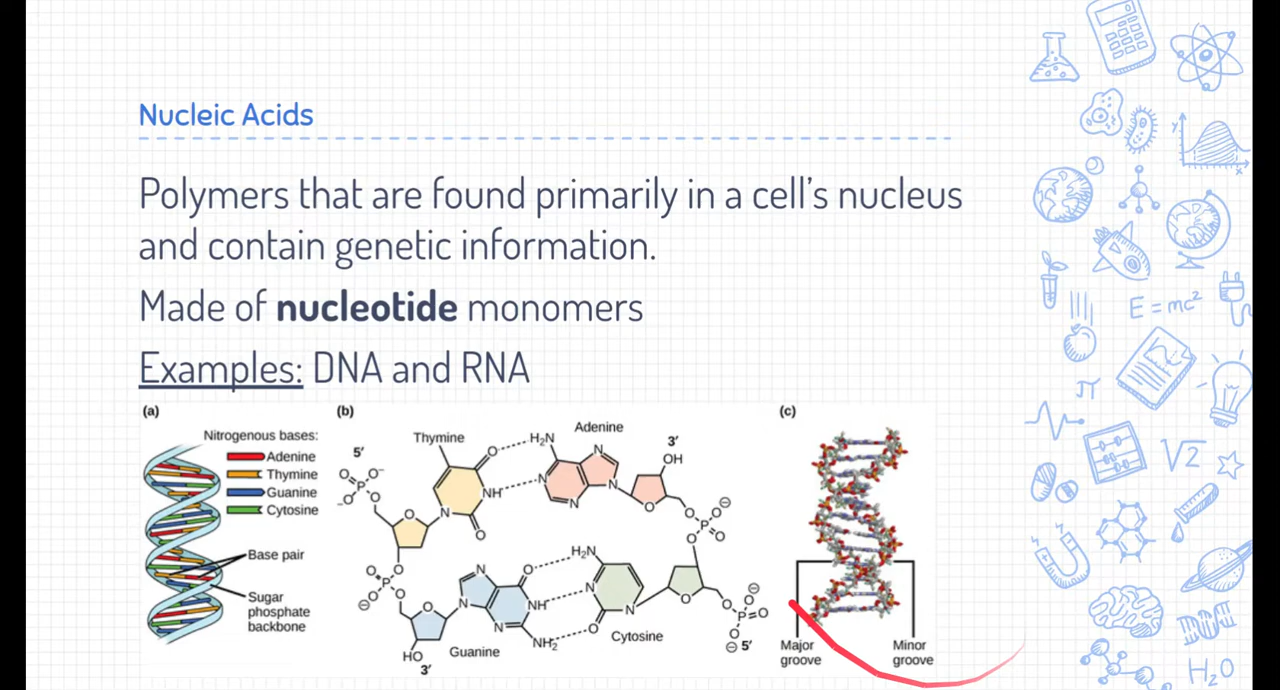 Nucleic Acids
Polymers that are found primarily in a cell’s nucleus
and contain genetic information.
Made of nucleotide monomers
Examples: DNA and RNA
(a)
Nitrogenous bases:
Adenine
Thymine
Guanine
Cytosine
Base pair
Sugar
phosphate
backbone
(b)
5′
Thymine
Adenine
3′
OH
H₂N
O
N
NH
N
N
N
N
O
O
O
O⁻
⁻O
P
O
O
O
O
P
O
⊖
O
O
P
O
O
⊖
O
H₂N
N
O
N
NH
N
N
N
O
O
O
P
O
⊖
O
⊖ 5′
NH₂
O
Cytosine
HO
3′
Guanine
(c)
Major
groove
Minor
groove
y
x
E = mc²
π
√2
H₂O